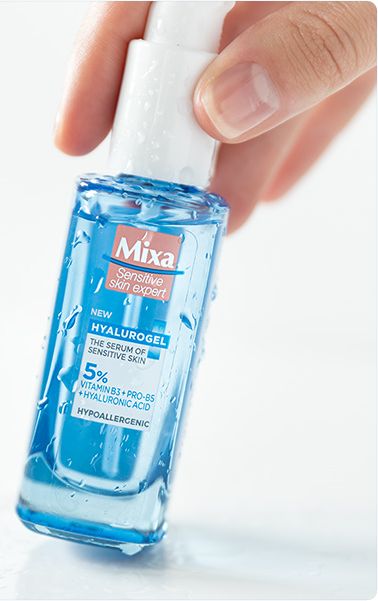 Mixa
Sensitive
skin expert
NEW
HYALUROGEL
THE SERUM OF
SENSITIVE SKIN
5%
VITAMIN B3 + PRO-B5
+ HYALURONIC ACID
HYPOALLERGENIC